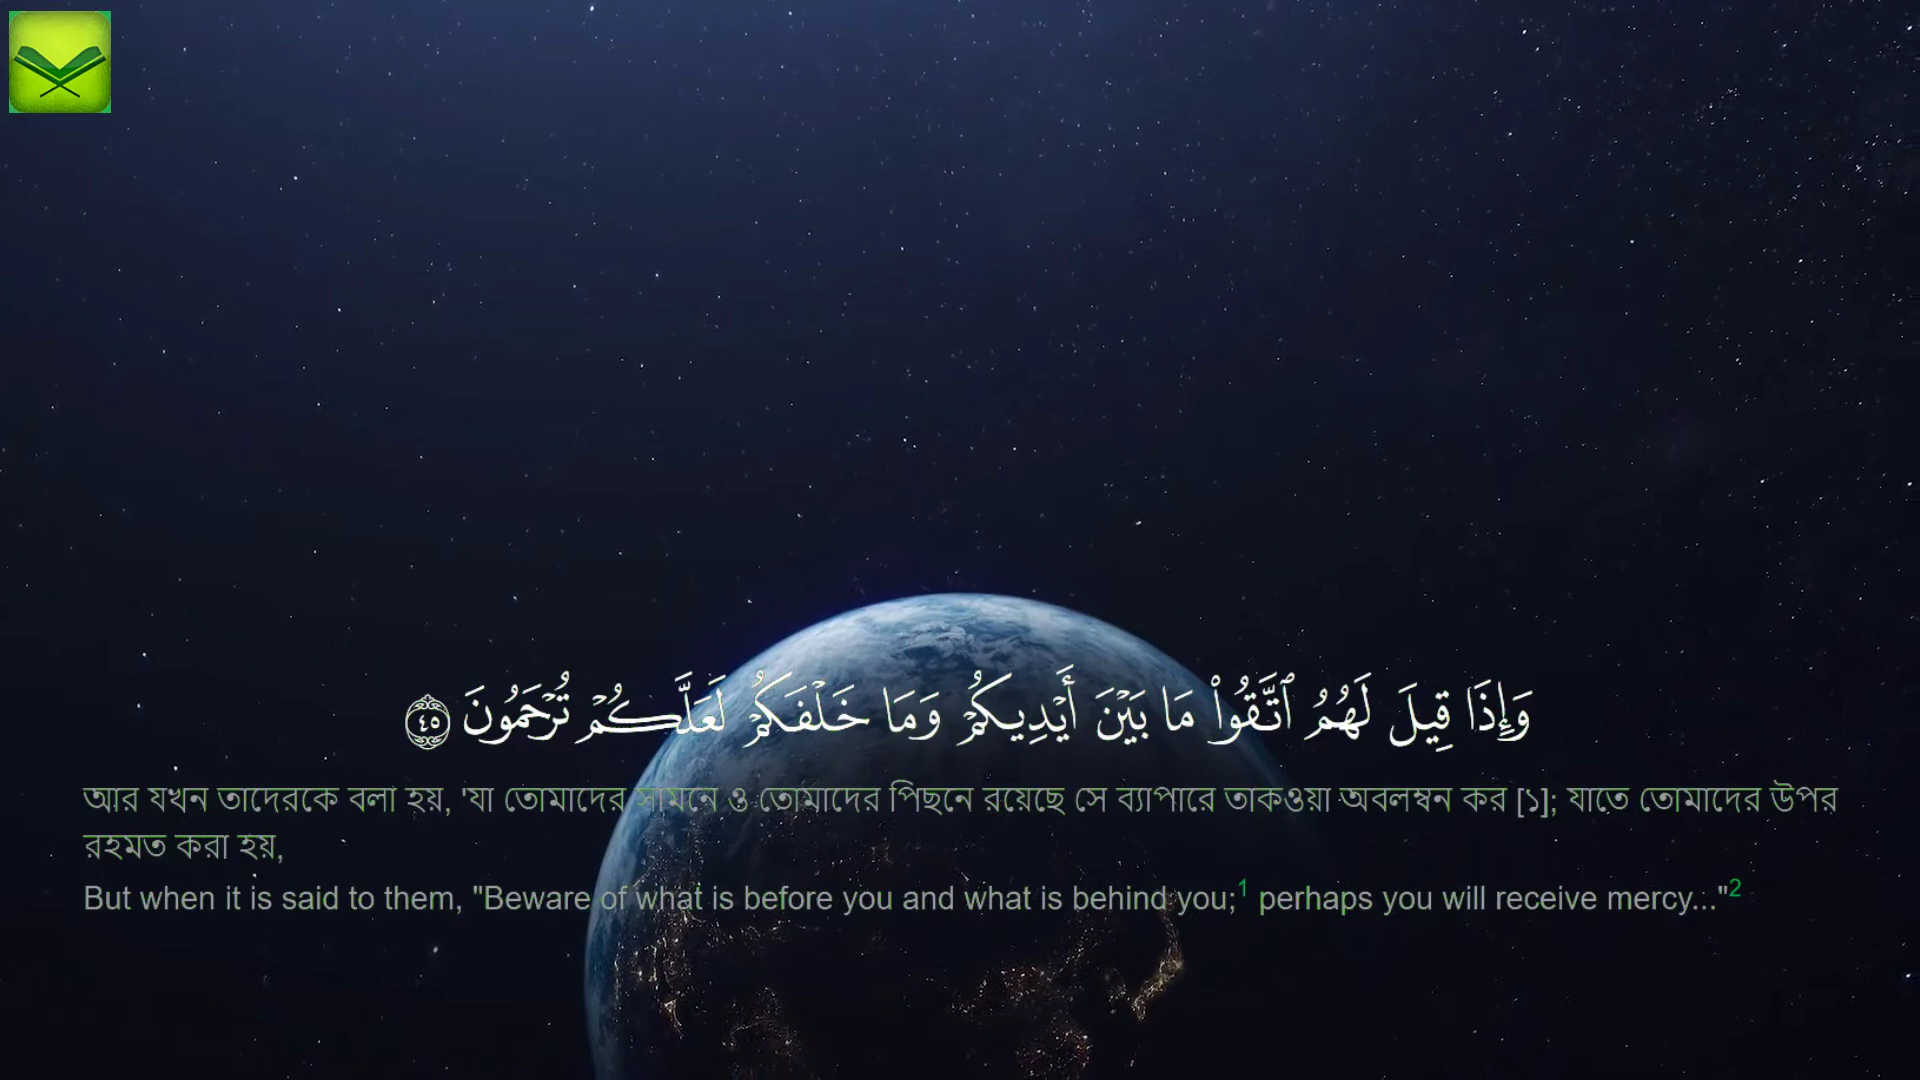 وَإِذَا قِيلَ لَهُمُ ٱتَّقُوا۟ مَا بَيْنَ أَيْدِيكُمْ وَمَا خَلْفَكُمْ لَعَلَّكُمْ تُرْحَمُونَ ٤٥
আর যখন তাদেরকে বলা হয়, 'যা তোমাদের সামনে ও তোমাদের পিছনে রয়েছে সে ব্যাপারে তাকওয়া অবলম্বন কর [১]; যাতে তোমাদের উপর
রহমত করা হয়,
But when it is said to them, "Beware of what is before you and what is behind you;1 perhaps you will receive mercy..."2